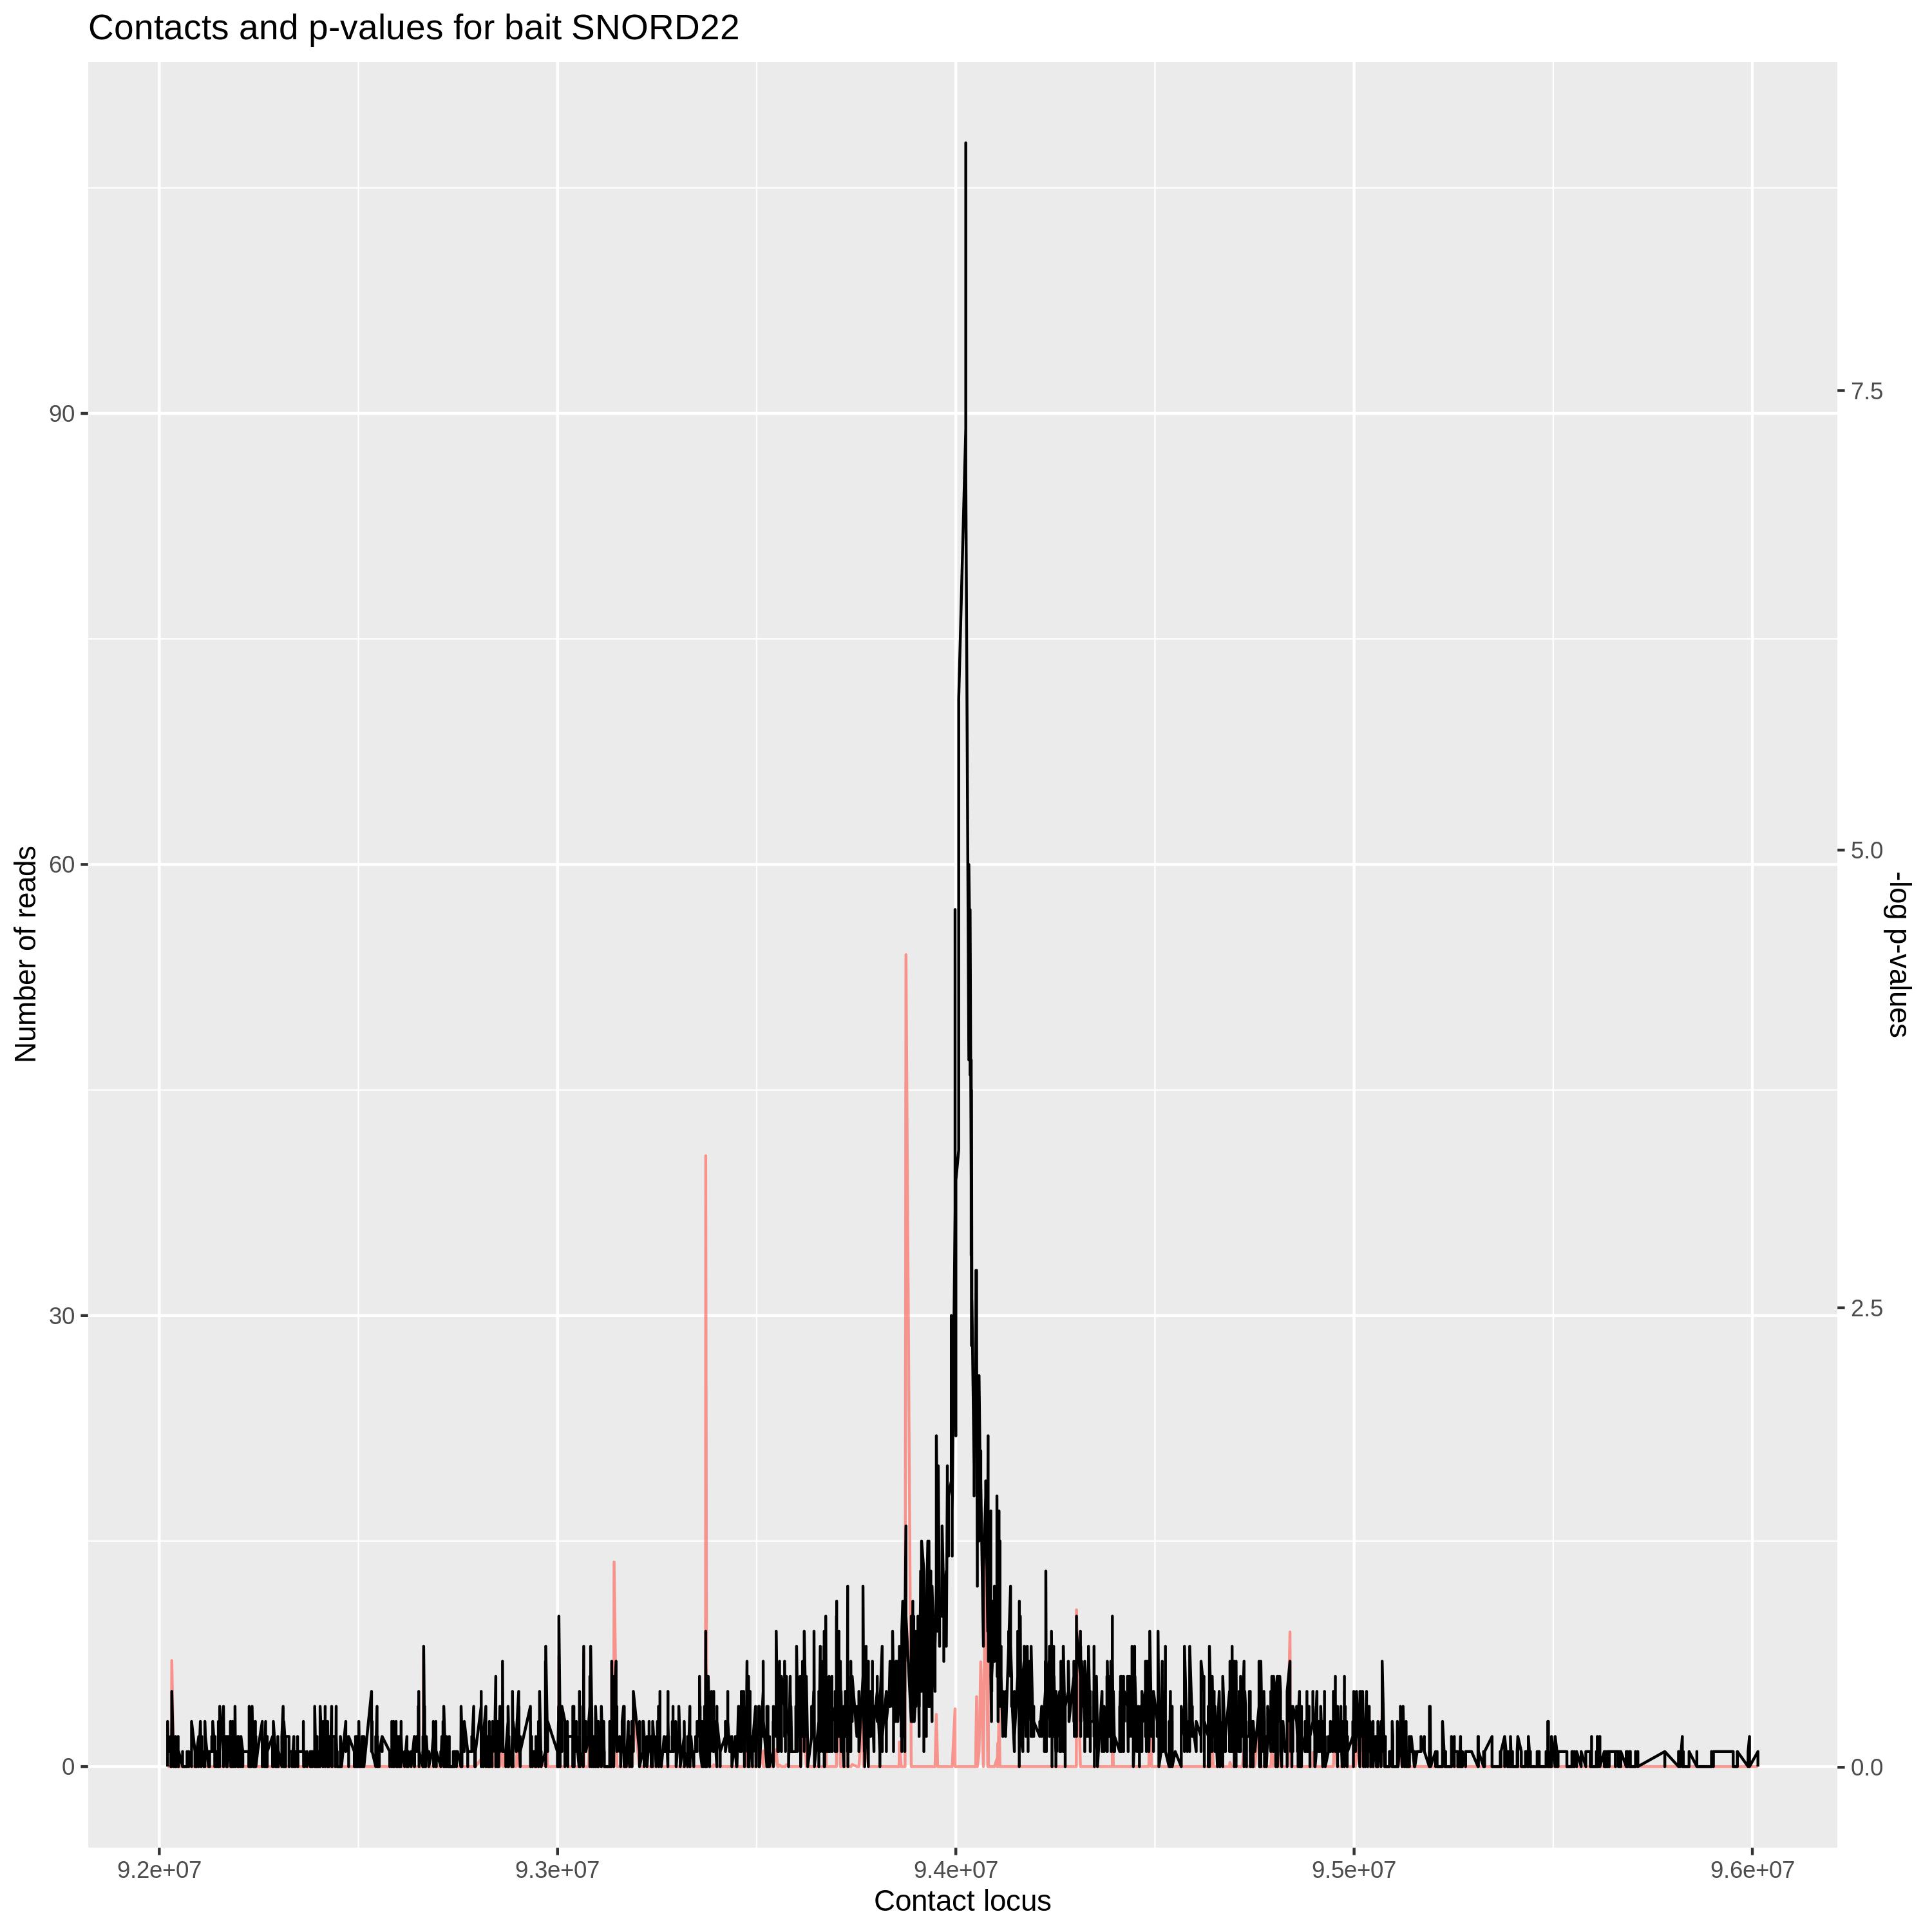 Contacts and p-values for bait SNORD22
90
60
30
0
Number of reads
7.5
5.0
2.5
0.0
-log p-values
9.2e+07
9.3e+07
9.4e+07
9.5e+07
9.6e+07
Contact locus